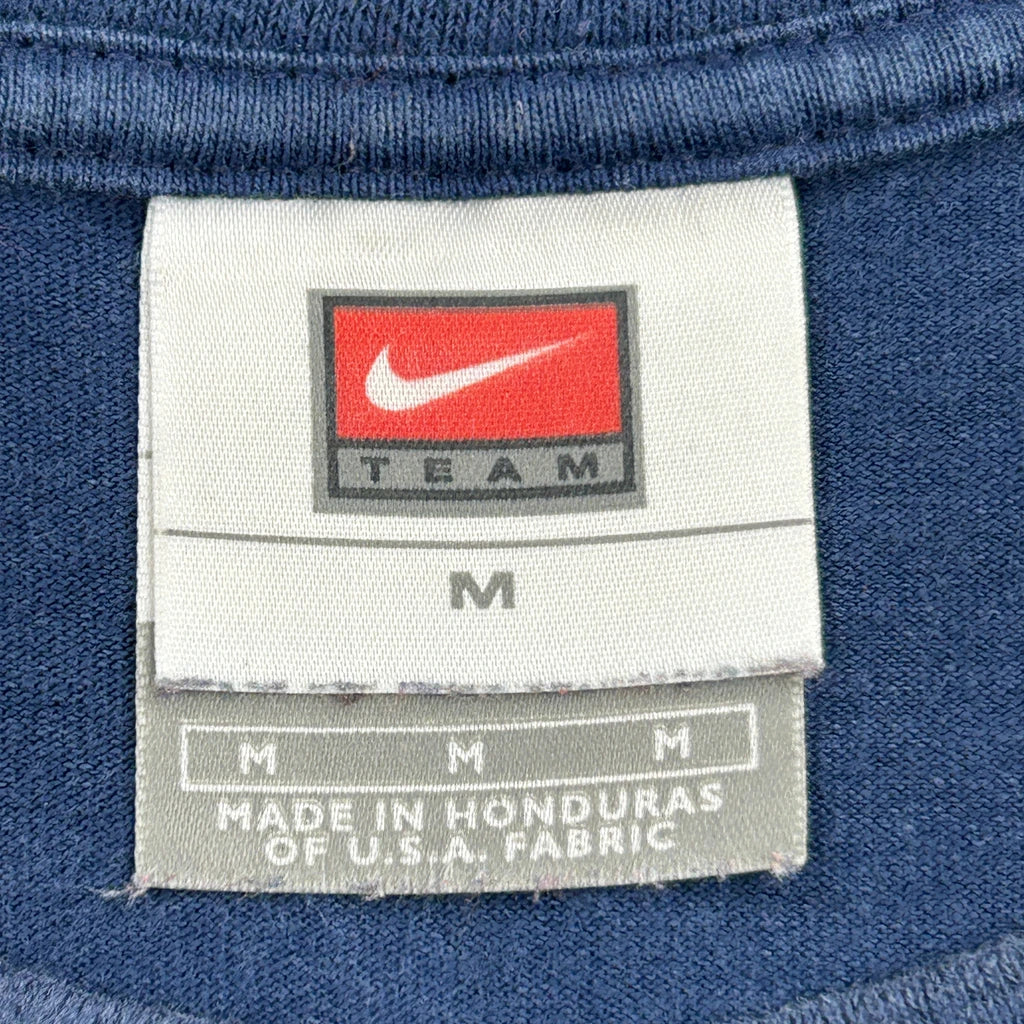 TEAM
M
M M M
MADE IN HONDURAS
OF U.S.A. FABRIC